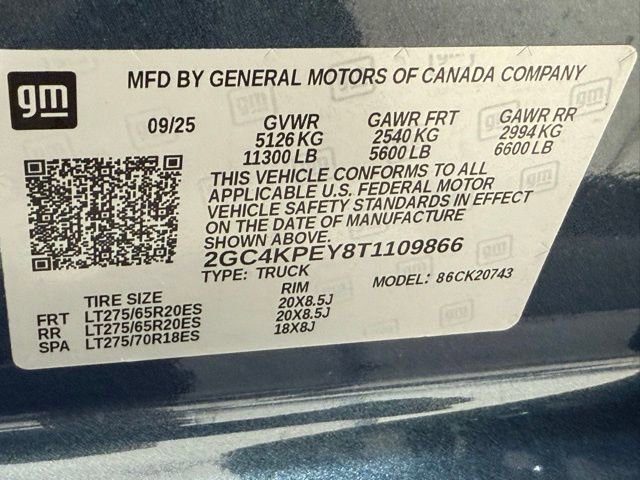 gm
MFD BY GENERAL MOTORS OF CANADA COMPANY
09/25 GVWR GAWR FRT GAWR RR
5126 KG 2540 KG 2994 KG
11300 LB 5600 LB 6600 LB
THIS VEHICLE CONFORMS TO ALL
APPLICABLE U.S. FEDERAL MOTOR
VEHICLE SAFETY STANDARDS IN EFFECT
ON THE DATE OF MANUFACTURE
SHOWN ABOVE.
2GC4KPEY8T1109866
TYPE: TRUCK MODEL: 86CK20743
TIRE SIZE RIM
FRT LT275/65R20ES 20X8.5J
RR LT275/65R20ES 20X8.5J
SPA LT275/70R18ES 18X8J